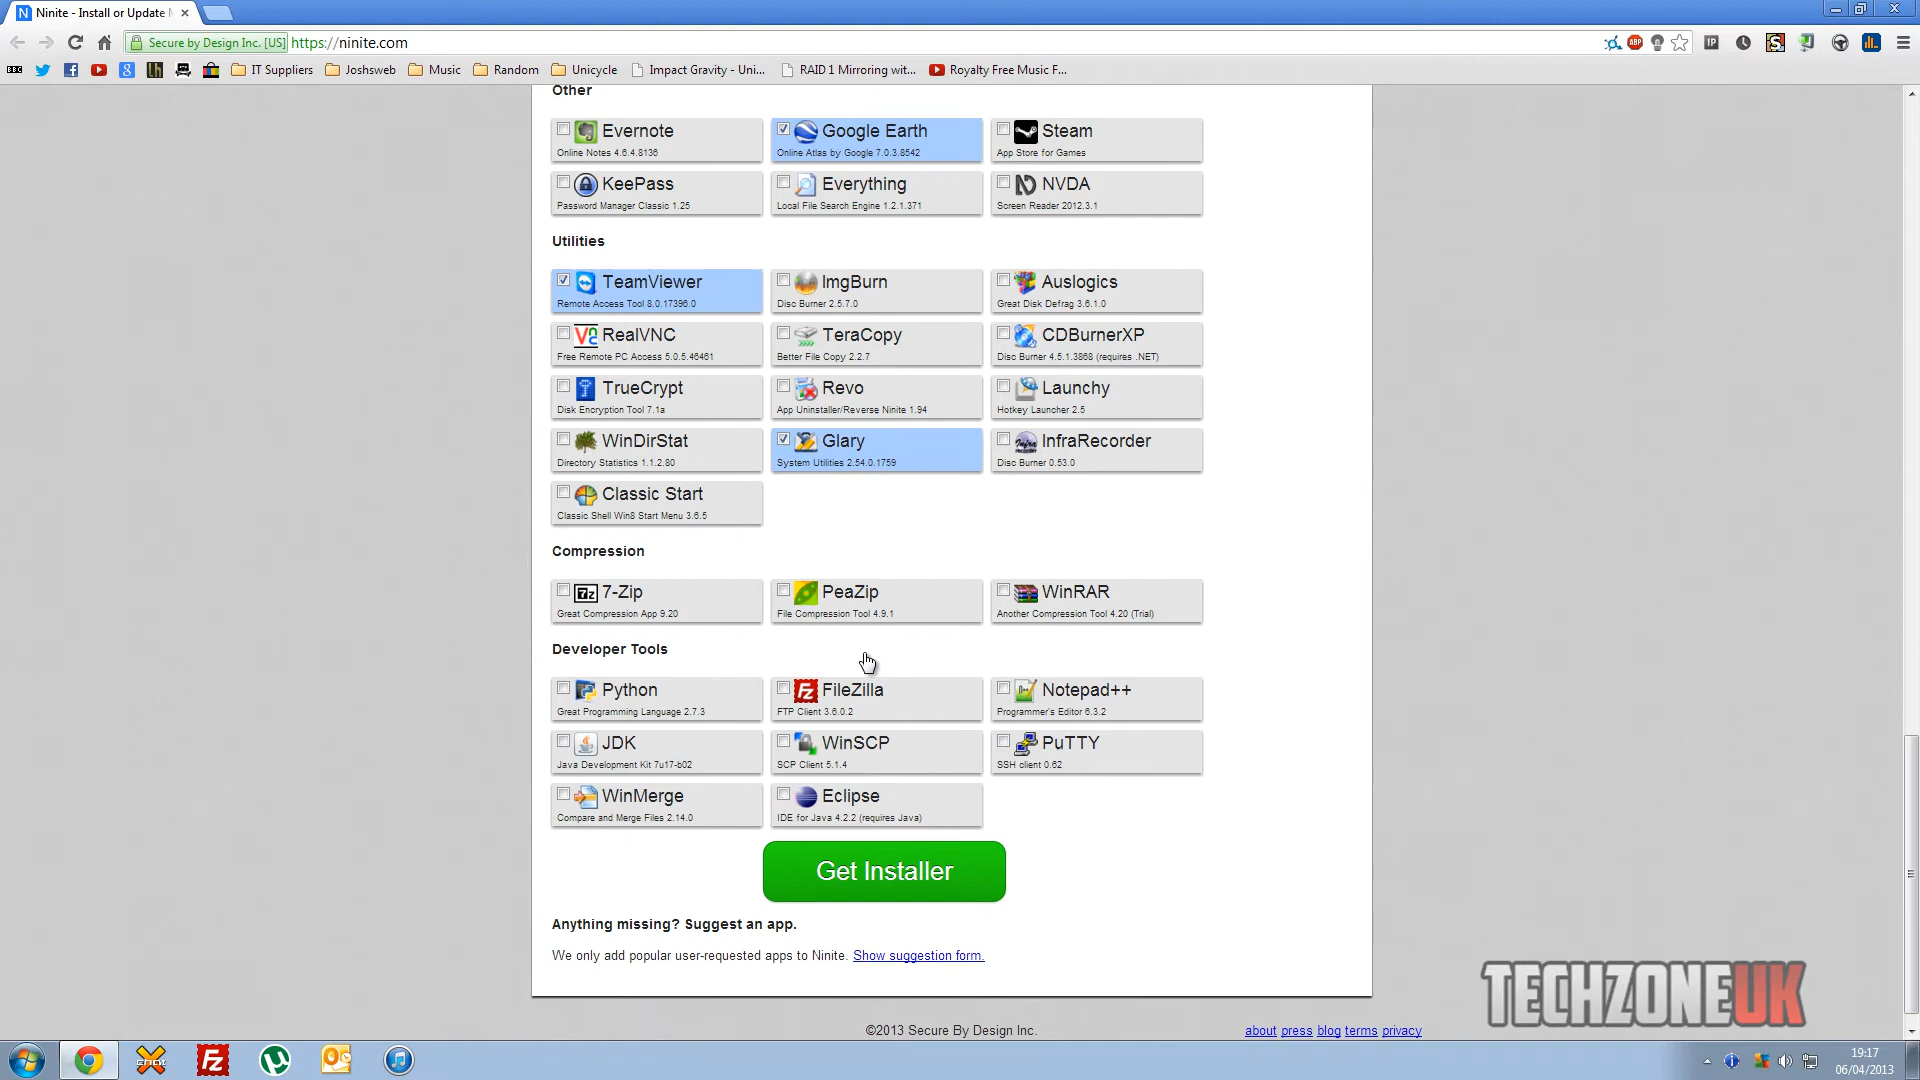 Ninite - Install or Update M
Secure by Design Inc. [US] https://ninite.com
ABP IP S
BBC IT Suppliers Joshsweb Music Random Unicycle Impact Gravity - Uni... RAID 1 Mirroring wit... Royalty Free Music F...
Other
Evernote Google Earth Steam
Online Notes 4.6.4.8136 Online Atlas by Google 7.0.3.8542 App Store for Games
KeePass Everything NVDA
Password Manager Classic 1.25 Local File Search Engine 1.2.1.371 Screen Reader 2012.3.1
Utilities
TeamViewer ImgBurn Auslogics
Remote Access Tool 8.0.17396.0 Disc Burner 2.5.7.0 Great Disk Defrag 3.6.1.0
RealVNC TeraCopy CDBurnerXP
Free Remote PC Access 5.0.5.46461 Better File Copy 2.2.7 Disc Burner 4.5.1.3868 (requires .NET)
TrueCrypt Revo Launchy
Disk Encryption Tool 7.1a App Uninstaller/Reverse Ninite 1.94 Hotkey Launcher 2.5
WinDirStat Glary InfraRecorder
Directory Statistics 1.1.2.80 System Utilities 2.54.0.1759 Disc Burner 0.53.0
Classic Start
Classic Shell Win8 Start Menu 3.6.5
Compression
7z 7-Zip PeaZip WinRAR
Great Compression App 9.20 File Compression Tool 4.9.1 Another Compression Tool 4.20 (Trial)
Developer Tools
Python Fz FileZilla Notepad++
Great Programming Language 2.7.3 FTP Client 3.6.0.2 Programmer's Editor 6.3.2
JDK WinSCP PuTTY
Java Development Kit 7u17-b02 SCP Client 5.1.4 SSH client 0.62
WinMerge Eclipse
Compare and Merge Files 2.14.0 IDE for Java 4.2.2 (requires Java)
Get Installer
Anything missing? Suggest an app.
We only add popular user-requested apps to Ninite. Show suggestion form.
TECHZONEUK
©2013 Secure By Design Inc. about press blog terms privacy
Fz
19:17
06/04/2013